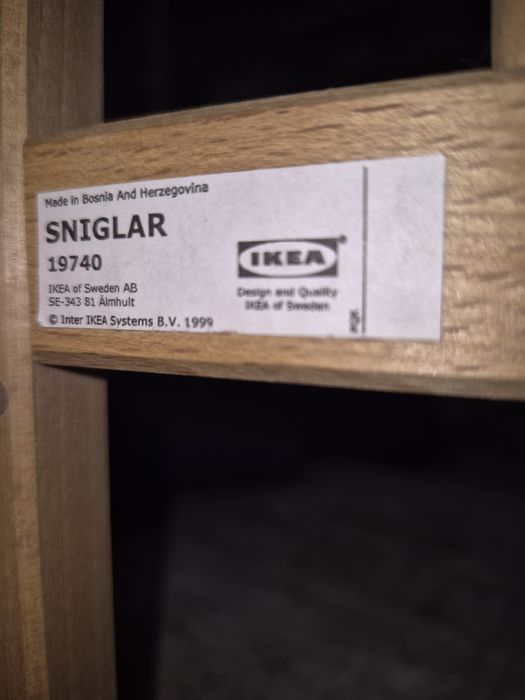 Made in Bosnia And Herzegovina
SNIGLAR
19740
IKEA of Sweden AB
SE-343 81 Älmhult
© Inter IKEA Systems B.V. 1999
IKEA®
Design and Quality
IKEA of Sweden